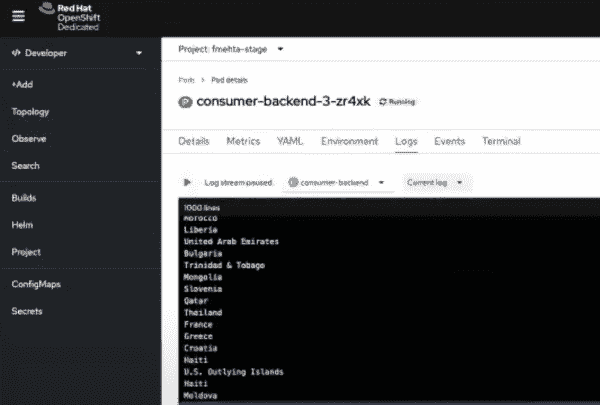 Red Hat
OpenShift
Dedicated
</> Developer
Project: fmehta-stage
+Add
Pods > Pod details
Topology
P consumer-backend-3-zr4xk Running
Observe
Details Metrics YAML Environment Logs Events Terminal
Search
Log stream paused. consumer-backend Current log
Builds
1000 lines
Morocco
Helm
Liberia
United Arab Emirates
Project
Bulgaria
Trinidad & Tobago
ConfigMaps
Mongolia
Slovenia
Secrets
Qatar
Thailand
France
Greece
Croatia
Haiti
U.S. Outlying Islands
Haiti
Moldova